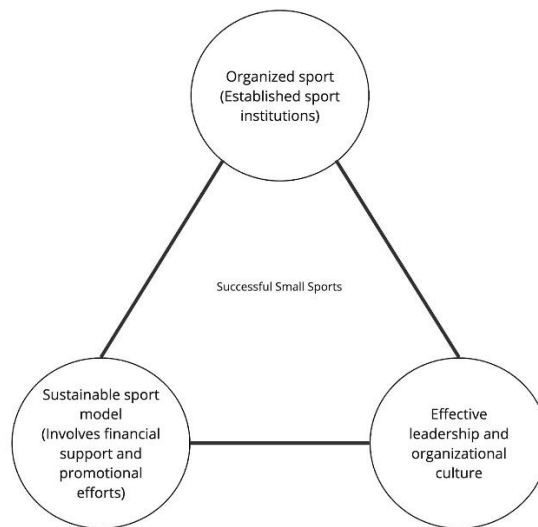 Organized sport
(Established sport
institutions)
Successful Small Sports
Sustainable sport
model
(Involves financial
support and
promotional
efforts)
Effective
leadership and
organizational
culture